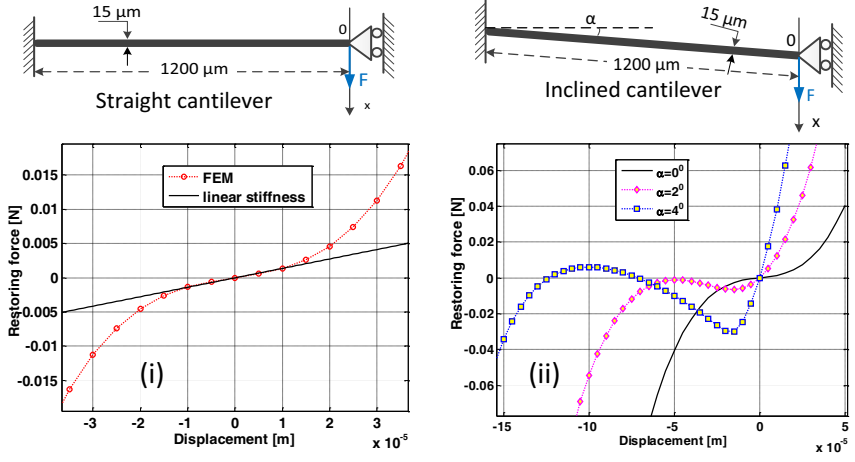 15 μm
0
1200 μm
F
x
Straight cantilever
α
15 μm
0
1200 μm
F
x
Inclined cantilever
Restoring force [N]
0.015
0.01
0.005
0
-0.005
-0.01
-0.015
FEM
linear stiffness
(i)
-3 -2 -1 0 1 2 3
Displacement [m]
x 10⁻⁵
Restoring force [N]
0.06
0.04
0.02
0
-0.02
-0.04
-0.06
α=0⁰
α=2⁰
α=4⁰
(ii)
-15 -10 -5 0 5
Displacement [m]
x 10⁻⁵